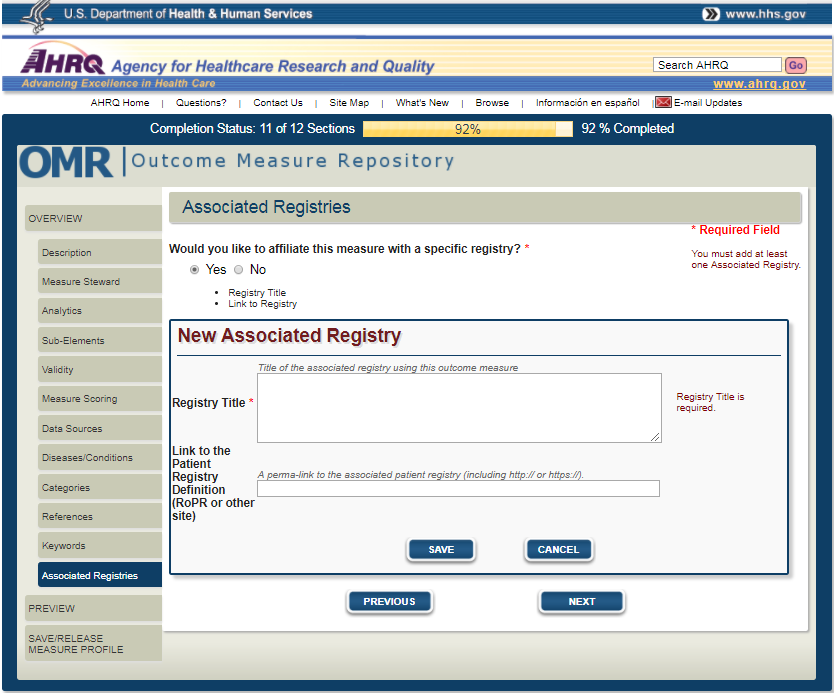 U.S. Department of Health & Human Services
www.hhs.gov
AHRQ Agency for Healthcare Research and Quality
Advancing Excellence in Health Care
Search AHRQ Go
www.ahrq.gov
AHRQ Home | Questions? | Contact Us | Site Map | What's New | Browse | Información en español | E-mail Updates
Completion Status: 11 of 12 Sections 92% 92 % Completed
OMR | Outcome Measure Repository
OVERVIEW
Description
Measure Steward
Analytics
Sub-Elements
Validity
Measure Scoring
Data Sources
Diseases/Conditions
Categories
References
Keywords
Associated Registries
PREVIEW
SAVE/RELEASE
MEASURE PROFILE
Associated Registries
* Required Field
Would you like to affiliate this measure with a specific registry? *
You must add at least
one Associated Registry.
Yes No
• Registry Title
• Link to Registry
New Associated Registry
Title of the associated registry using this outcome measure
Registry Title *
Registry Title is
required.
Link to the
Patient
Registry
Definition
(RoPR or other
site)
A perma-link to the associated patient registry (including http:// or https://).
SAVE CANCEL
PREVIOUS NEXT